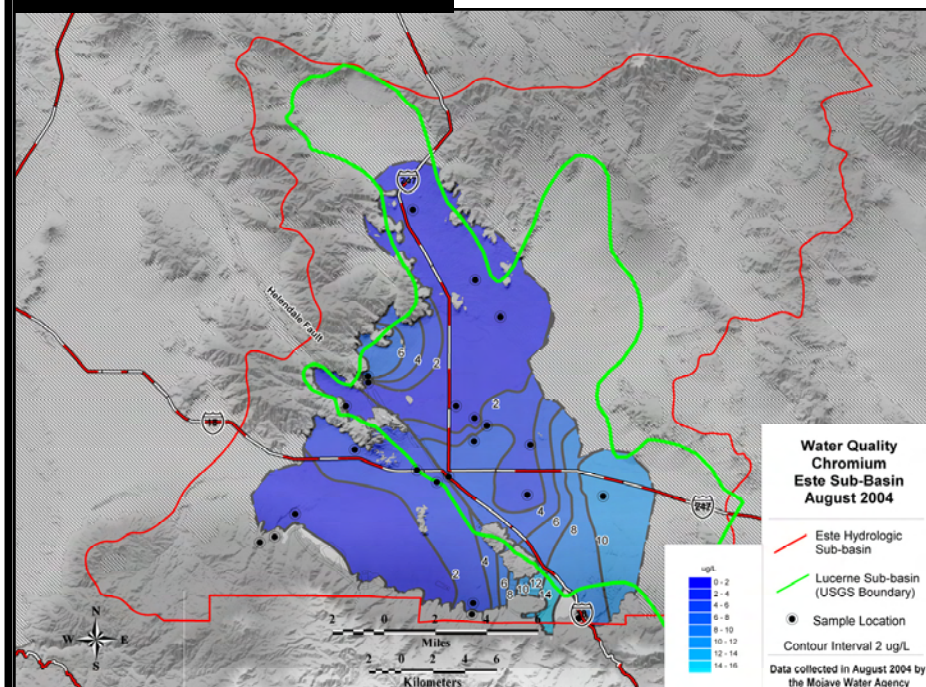 247
Helendale Fault
6
4
2
2
18
4
6
8
10
247
2
4
6
8
10
12
14
N
W
E
S
2
0
2
4
6
Miles
2
0
2
4
6
Kilometers
ug/L
0 - 2
2 - 4
4 - 6
6 - 8
8 - 10
10 - 12
12 - 14
14 - 16
Water Quality
Chromium
Este Sub-Basin
August 2004
Este Hydrologic
Sub-basin
Lucerne Sub-basin
(USGS Boundary)
Sample Location
Contour Interval 2 ug/L
Data collected in August 2004 by
the Mojave Water Agency